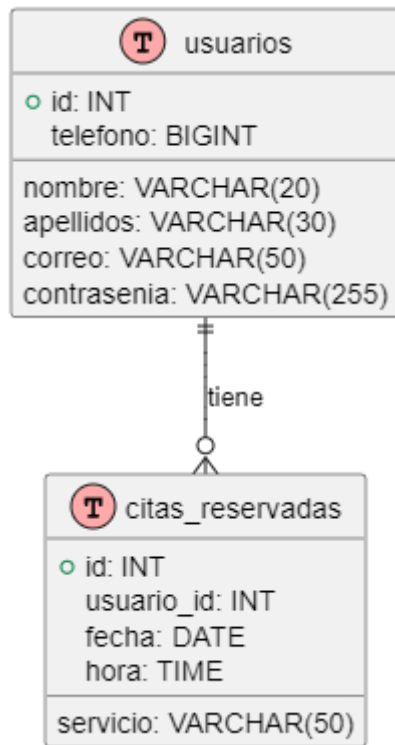 T usuarios
id: INT
telefono: BIGINT
nombre: VARCHAR(20)
apellidos: VARCHAR(30)
correo: VARCHAR(50)
contrasenia: VARCHAR(255)
tiene
T citas_reservadas
id: INT
usuario_id: INT
fecha: DATE
hora: TIME
servicio: VARCHAR(50)